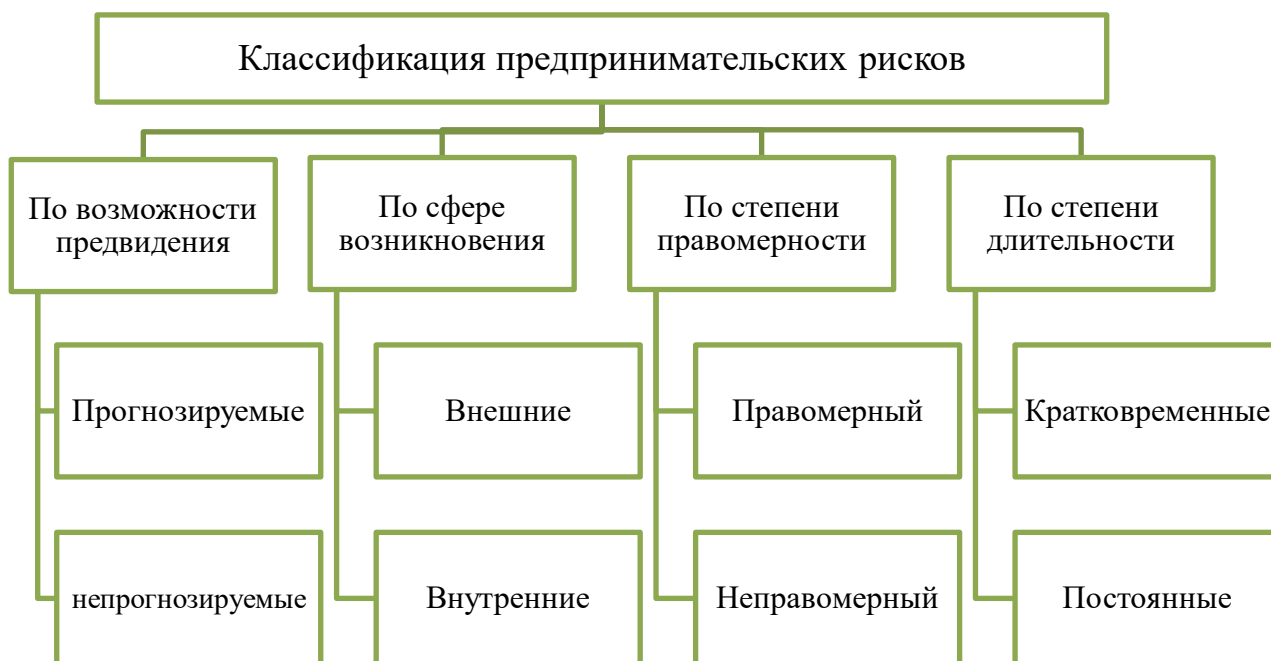 Классификация предпринимательских рисков
По возможности
предвидения
По сфере
возникновения
По степени
правомерности
По степени
длительности
Прогнозируемые
Внешние
Правомерный
Кратковременные
непрогнозируемые
Внутренние
Неправомерный
Постоянные